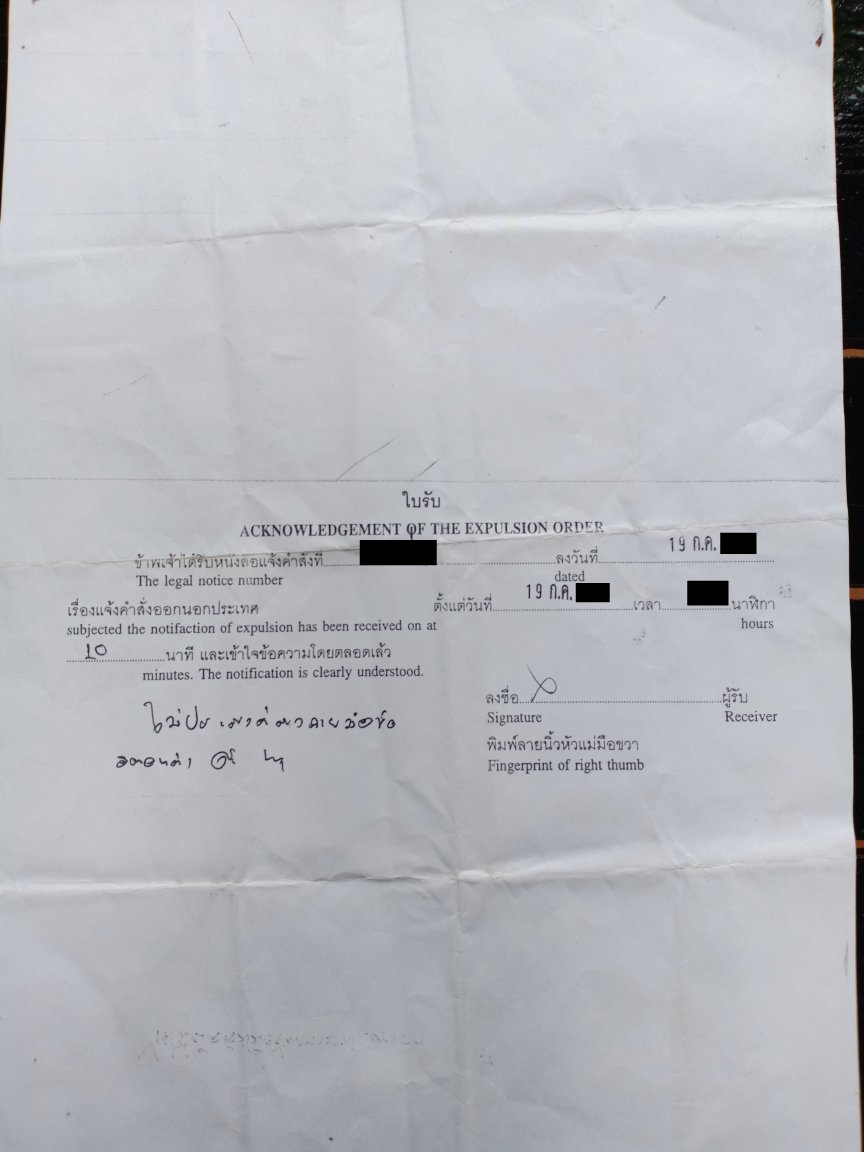 ใบรับ
ACKNOWLEDGEMENT OF THE EXPULSION ORDER
ข้าพเจ้าได้รับหนังสือแจ้งคำสั่งที่ ลงวันที่ 19 ก.ค.
The legal notice number dated
เรื่องแจ้งคำสั่งออกนอกประเทศ ตั้งแต่วันที่ 19 ก.ค. เวลา นาฬิกา
subjected the notifaction of expulsion has been received on at hours
10 นาที และเข้าใจข้อความโดยตลอดแล้ว
minutes. The notification is clearly understood.
ลงชื่อ ผู้รับ
Signature Receiver
พิมพ์ลายนิ้วหัวแม่มือขวา
Fingerprint of right thumb